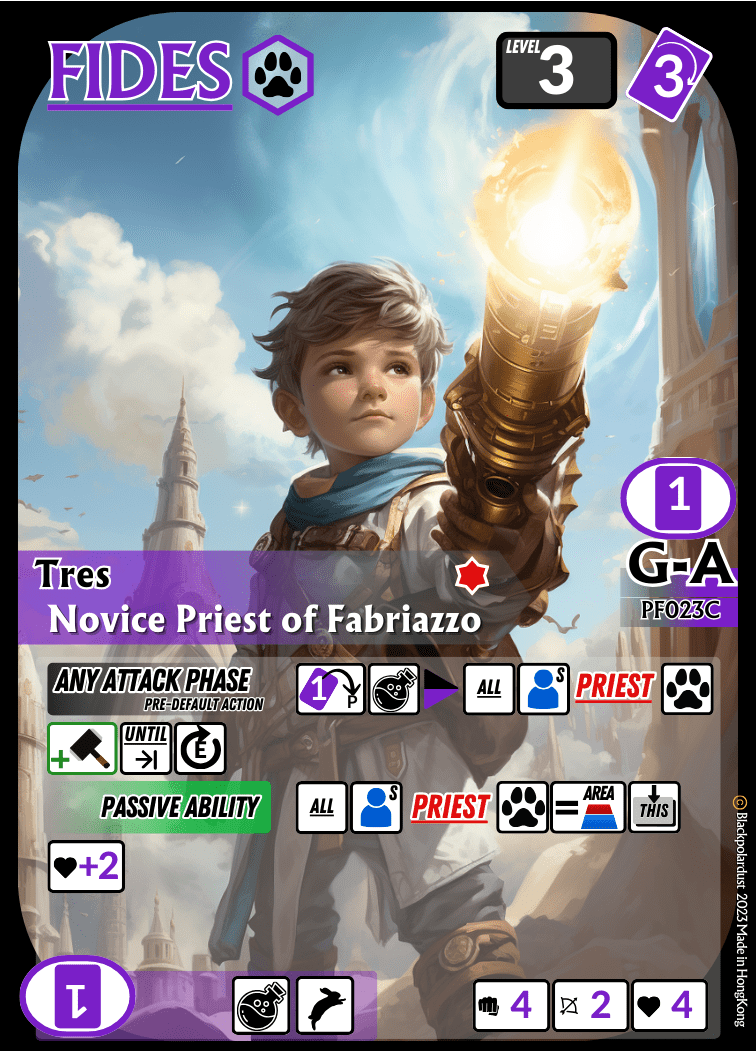 FIDES
LEVEL 3
3
1
G-A
PF023C
Tres
Novice Priest of Fabriazzo
ANY ATTACK PHASE
PRE-DEFAULT ACTION
1 P ALL S PRIEST
+ UNTIL E
PASSIVE ABILITY ALL S PRIEST = AREA THIS
+2
1
4 2 4
© Blackpolardust 2023 Made in HongKong